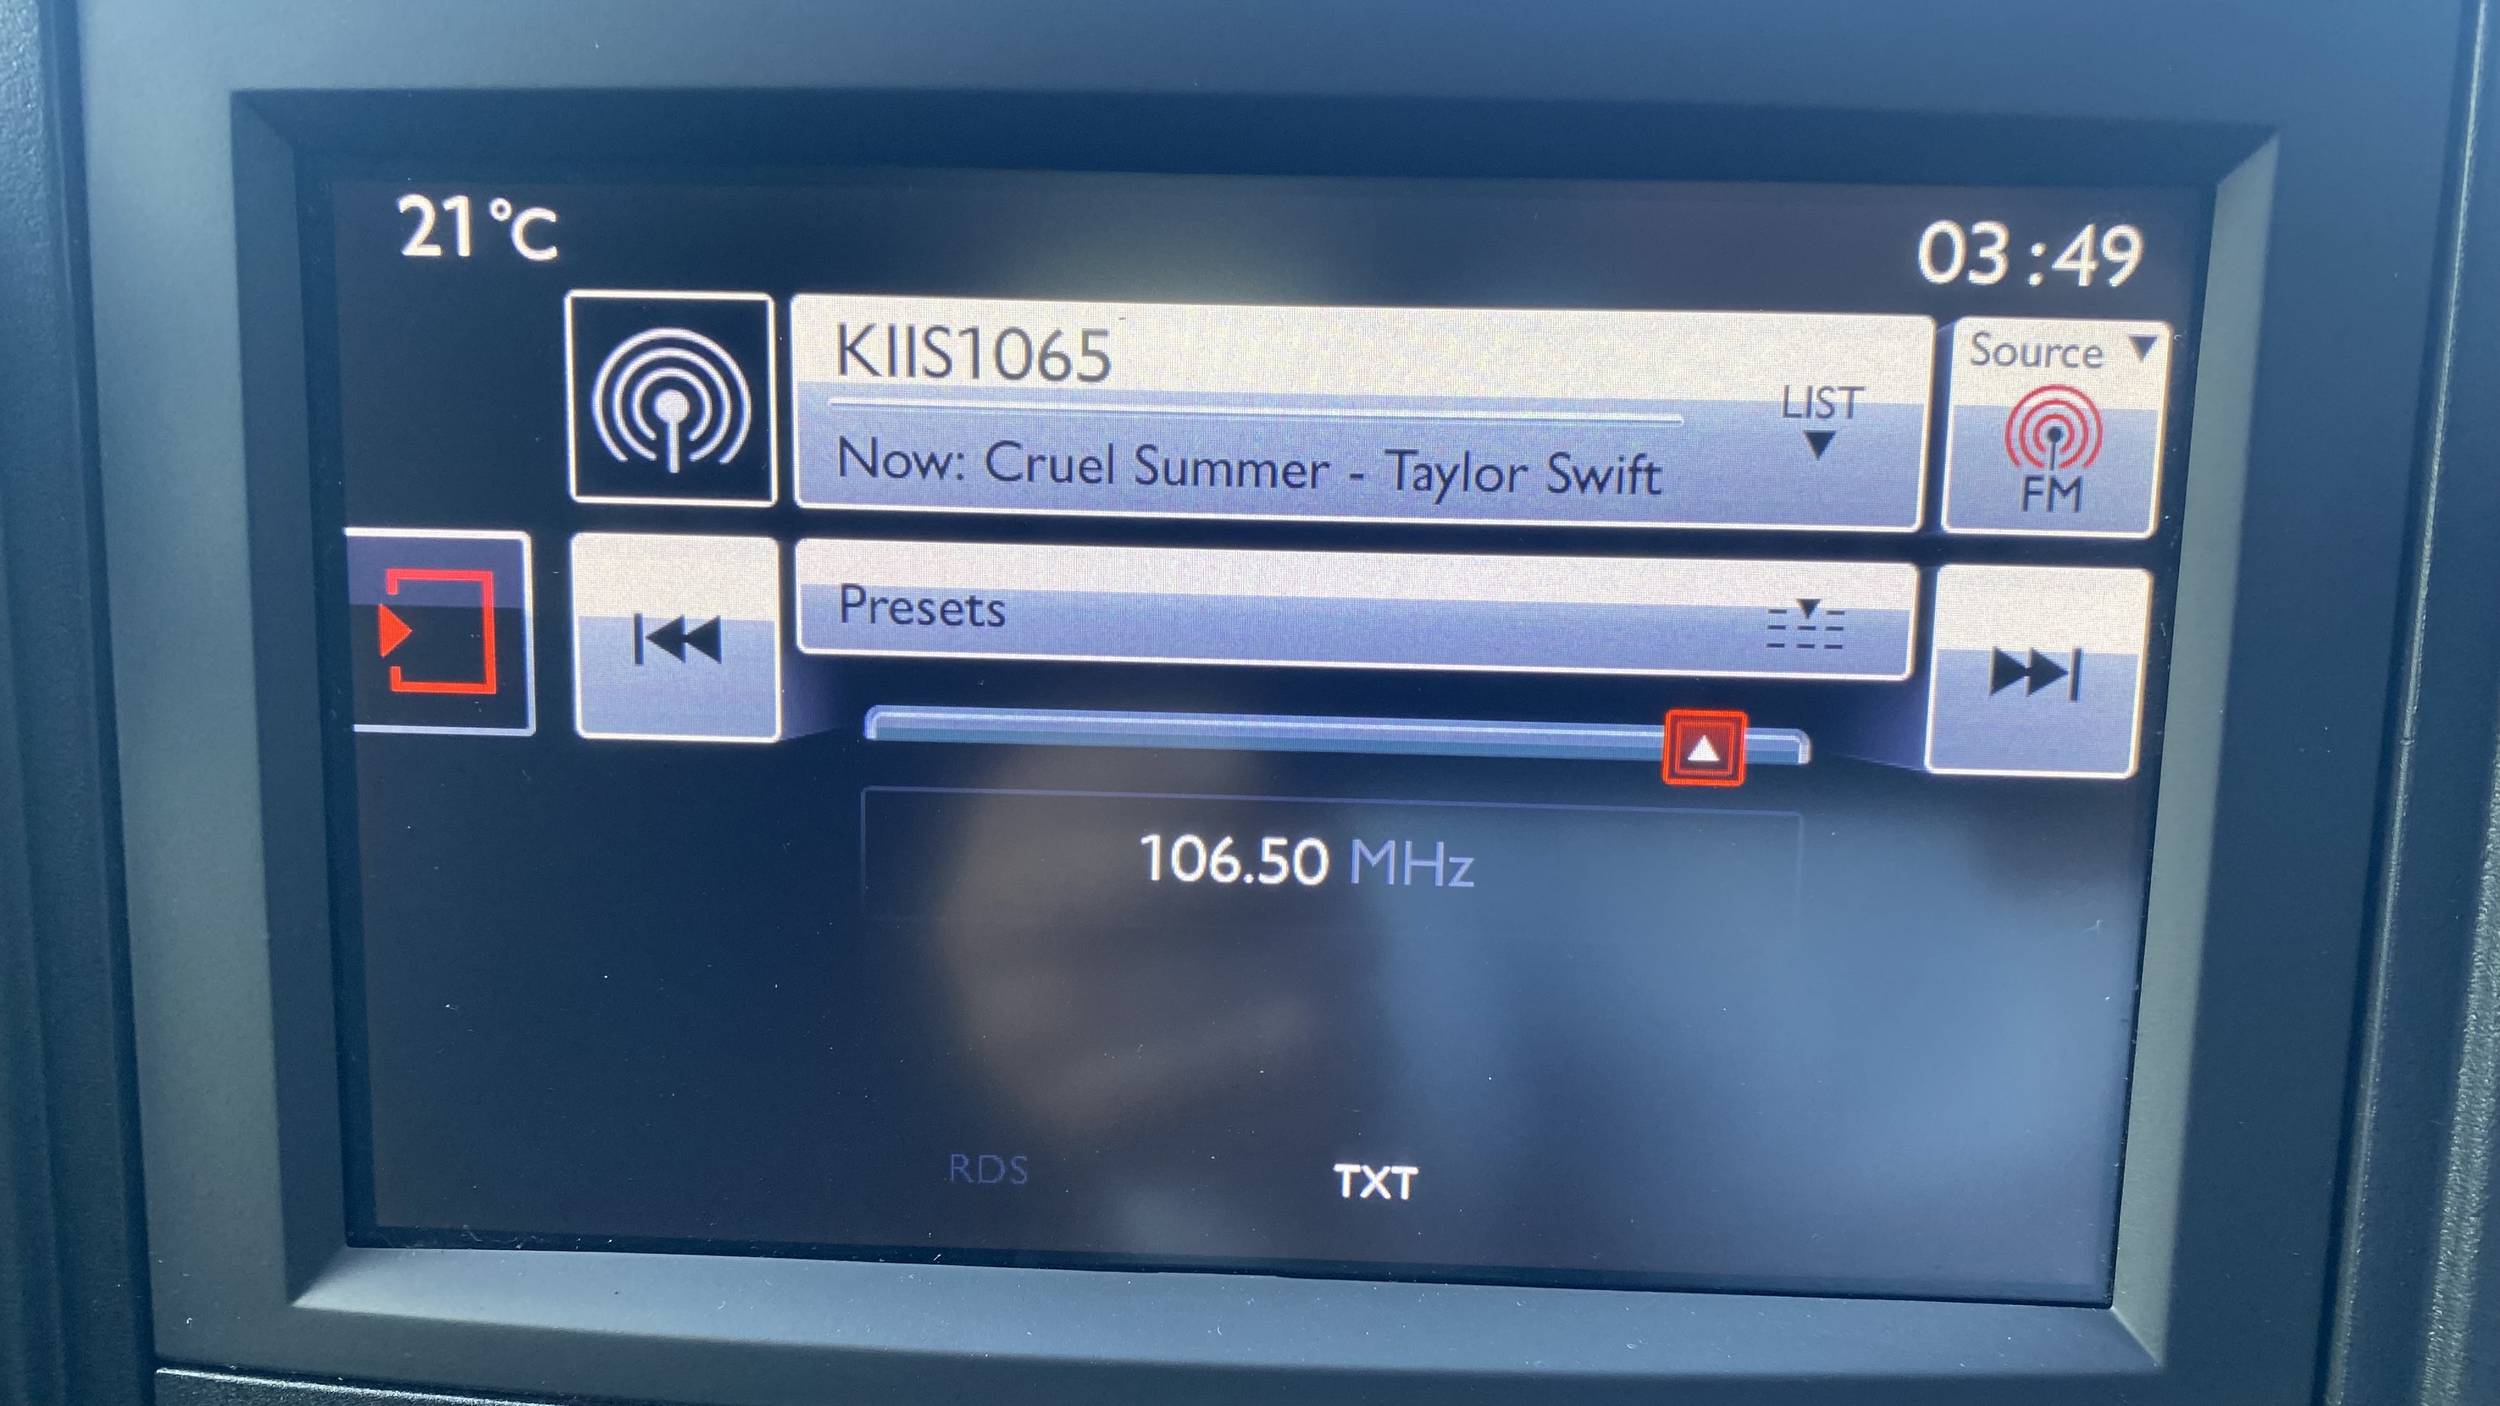 21°C
03:49
KIIS1065
LIST
Now: Cruel Summer - Taylor Swift
Source
FM
Presets
106.50 MHz
RDS
TXT